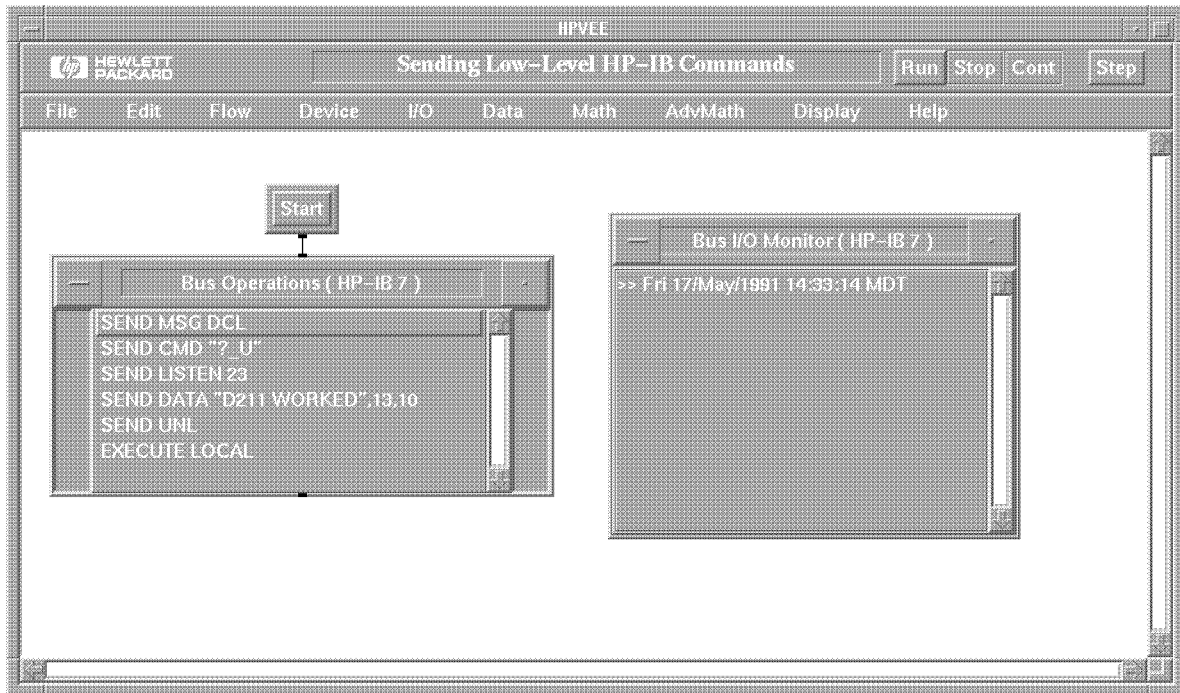 HPVEE
hp HEWLETT PACKARD
Sending Low-Level HP-IB Commands
Run Stop Cont Step
File Edit Flow Device I/O Data Math AdvMath Display Help
Start
Bus Operations ( HP-IB 7 )
SEND MSG DCL
SEND CMD "?_U"
SEND LISTEN 23
SEND DATA "D211 WORKED",13,10
SEND UNL
EXECUTE LOCAL
Bus I/O Monitor ( HP-IB 7 )
>> Fri 17/May/1991 14:33:14 MDT